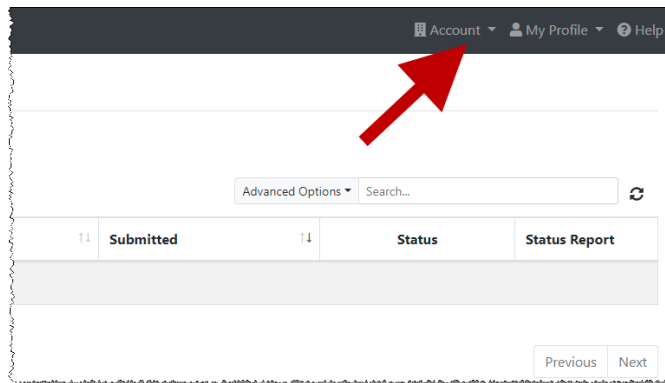 Account My Profile Help
Advanced Options Search...
Submitted Status Status Report
Previous Next